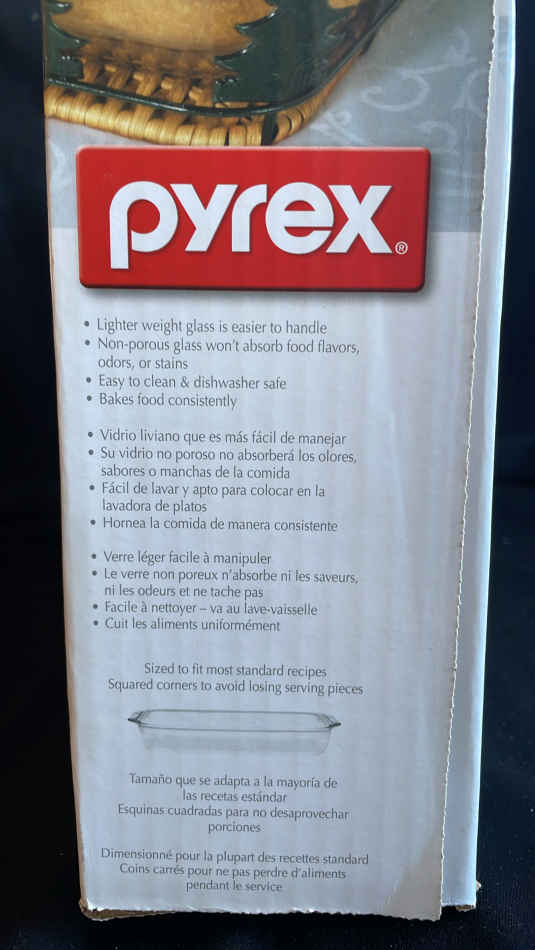 pyrex®
• Lighter weight glass is easier to handle
• Non-porous glass won't absorb food flavors,
odors, or stains
• Easy to clean & dishwasher safe
• Bakes food consistently
• Vidrio liviano que es más fácil de manejar
• Su vidrio no poroso no absorberá los olores,
sabores o manchas de la comida
• Fácil de lavar y apto para colocar en la
lavadora de platos
• Hornea la comida de manera consistente
• Verre léger facile à manipuler
• Le verre non poreux n'absorbe ni les saveurs,
ni les odeurs et ne tache pas
• Facile à nettoyer – va au lave-vaisselle
• Cuit les aliments uniformément
Sized to fit most standard recipes
Squared corners to avoid losing serving pieces
Tamaño que se adapta a la mayoría de
las recetas estándar
Esquinas cuadradas para no desaprovechar
porciones
Dimensionné pour la plupart des recettes standard
Coins carrés pour ne pas perdre d'aliments
pendant le service